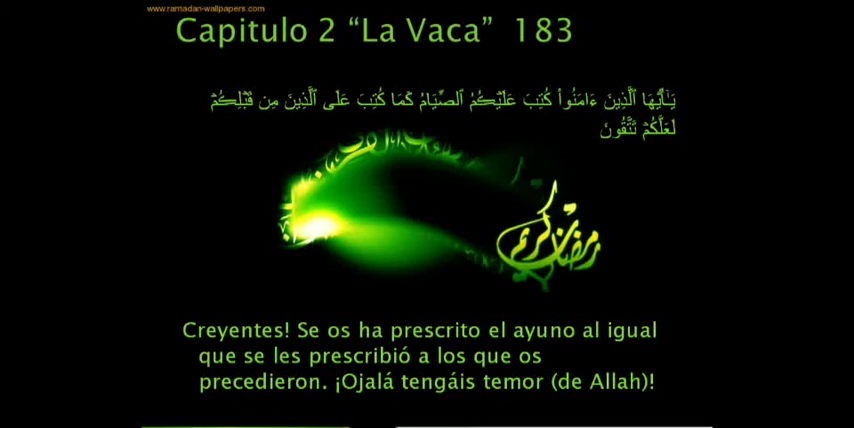 www.ramadan-wallpapers.com
Capitulo 2 “La Vaca” 183
يَـٰٓأَيُّهَا ٱلَّذِينَ ءَامَنُوا۟ كُتِبَ عَلَيْكُمُ ٱلصِّيَامُ كَمَا كُتِبَ عَلَى ٱلَّذِينَ مِن قَبْلِكُمْ
لَعَلَّكُمْ تَتَّقُونَ
رمضان كريم
Creyentes! Se os ha prescrito el ayuno al igual
que se les prescribió a los que os
precedieron. ¡Ojalá tengáis temor (de Allah)!